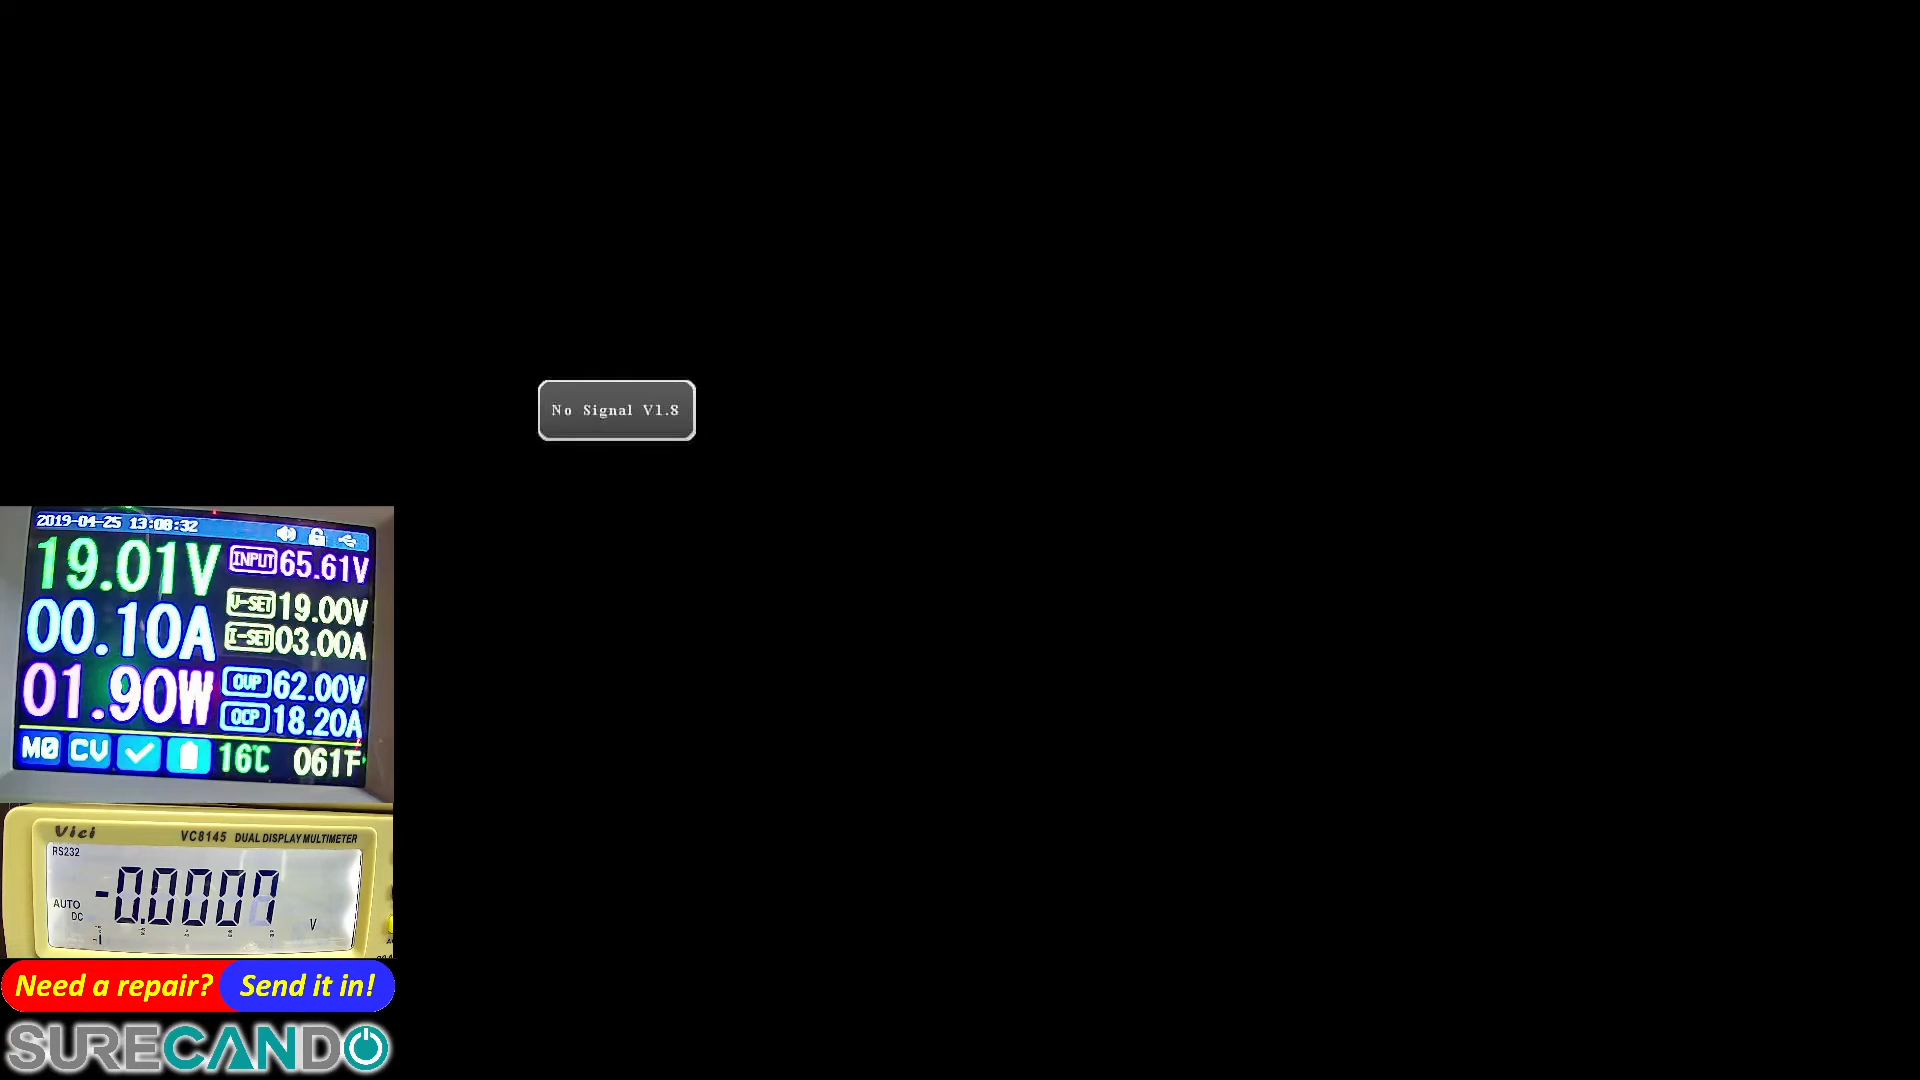 No Signal V1.8
2019-04-25 13:08:32
19.01V
INPUT 65.61V
V-SET 19.00V
00.10A
I-SET 03.00A
01.90W
OVP 62.00V
OCP 18.20A
M0 CV 16℃ 061F
Vici VC8145 DUAL DISPLAY MULTIMETER
RS232
AUTO
DC
V
Need a repair? Send it in!
SURECANDO